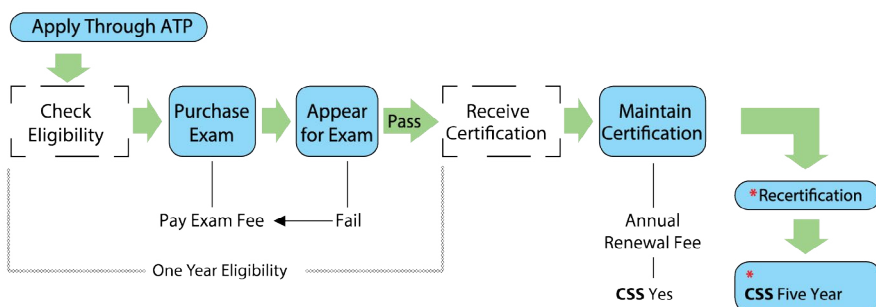 Apply Through ATP
Check
Eligibility
Purchase
Exam
Appear
for Exam
Pass
Receive
Certification
Maintain
Certification
*Recertification
Pay Exam Fee
Fail
Annual
Renewal Fee
One Year Eligibility
CSS Yes
*
CSS Five Year